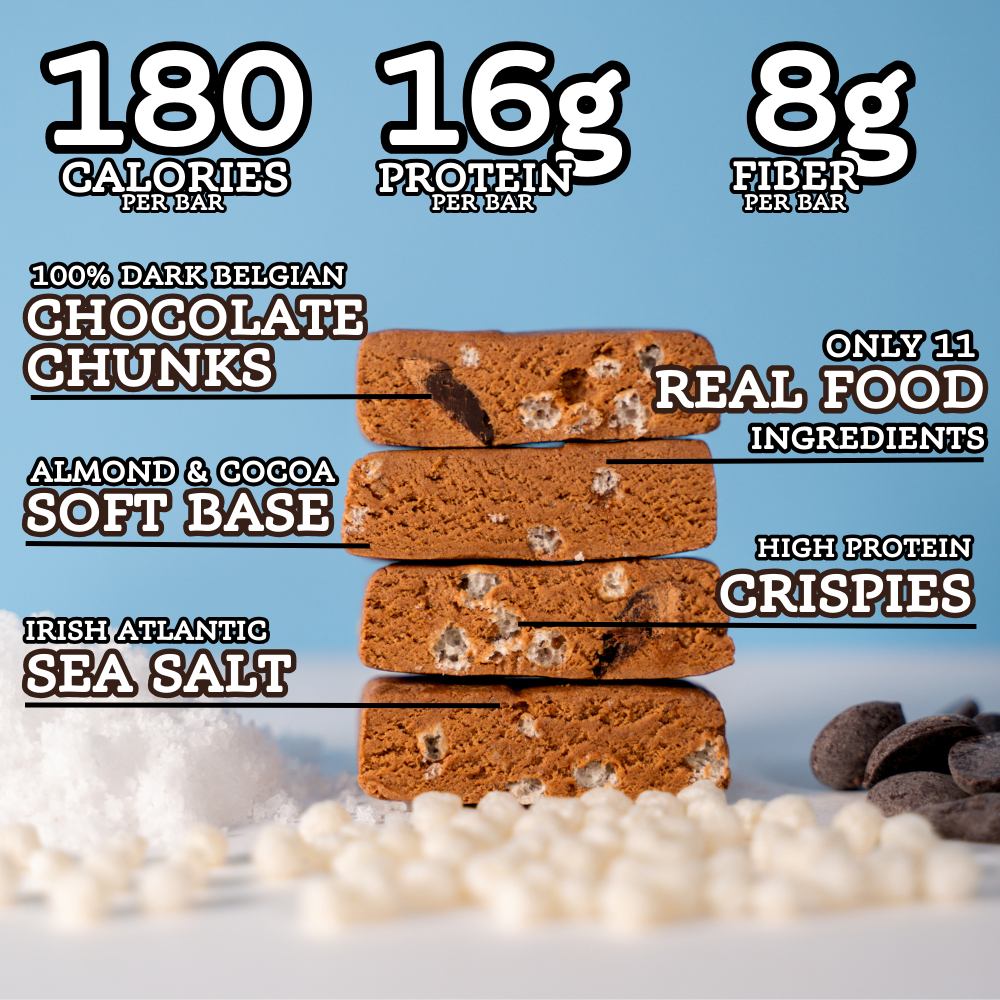 180
CALORIES
PER BAR
16g
PROTEIN
PER BAR
8g
FIBER
PER BAR
100% DARK BELGIAN
CHOCOLATE
CHUNKS
ONLY 11
REAL FOOD
INGREDIENTS
ALMOND & COCOA
SOFT BASE
HIGH PROTEIN
CRISPIES
IRISH ATLANTIC
SEA SALT